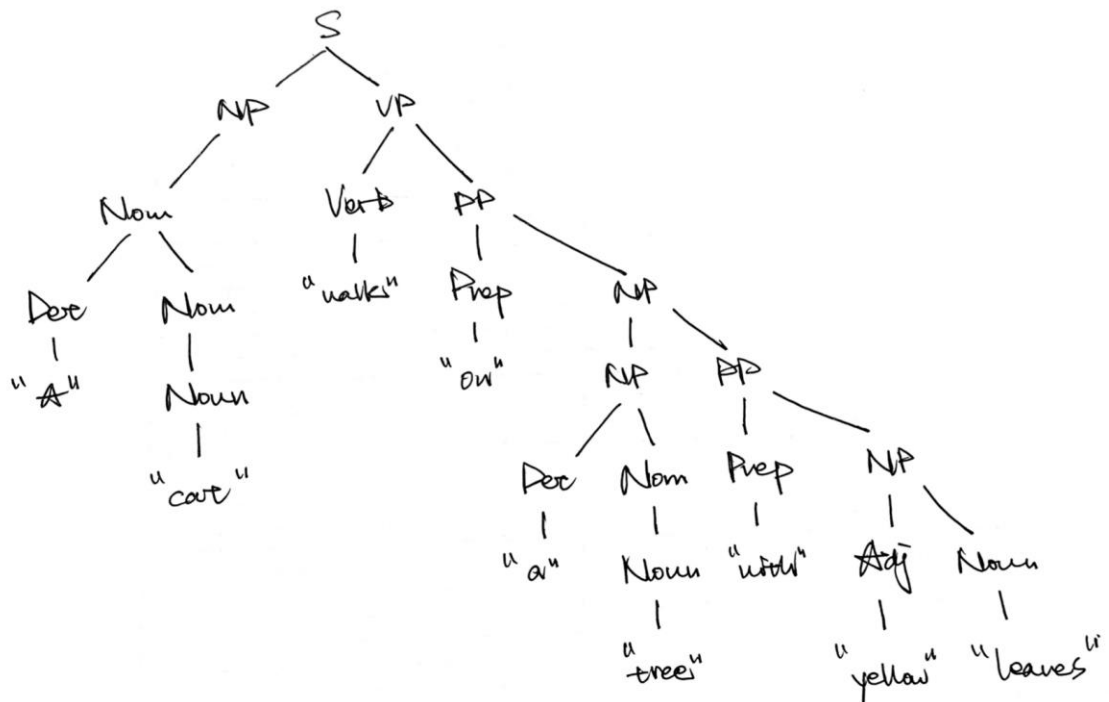 S
NP VP
Nom Verb PP
Det Nom "walks" Prep NP
"A" Noun "on" NP PP
"cat" Det Nom Prep NP
"a" Noun "with" Adj Noun
"tree" "yellow" "leaves"